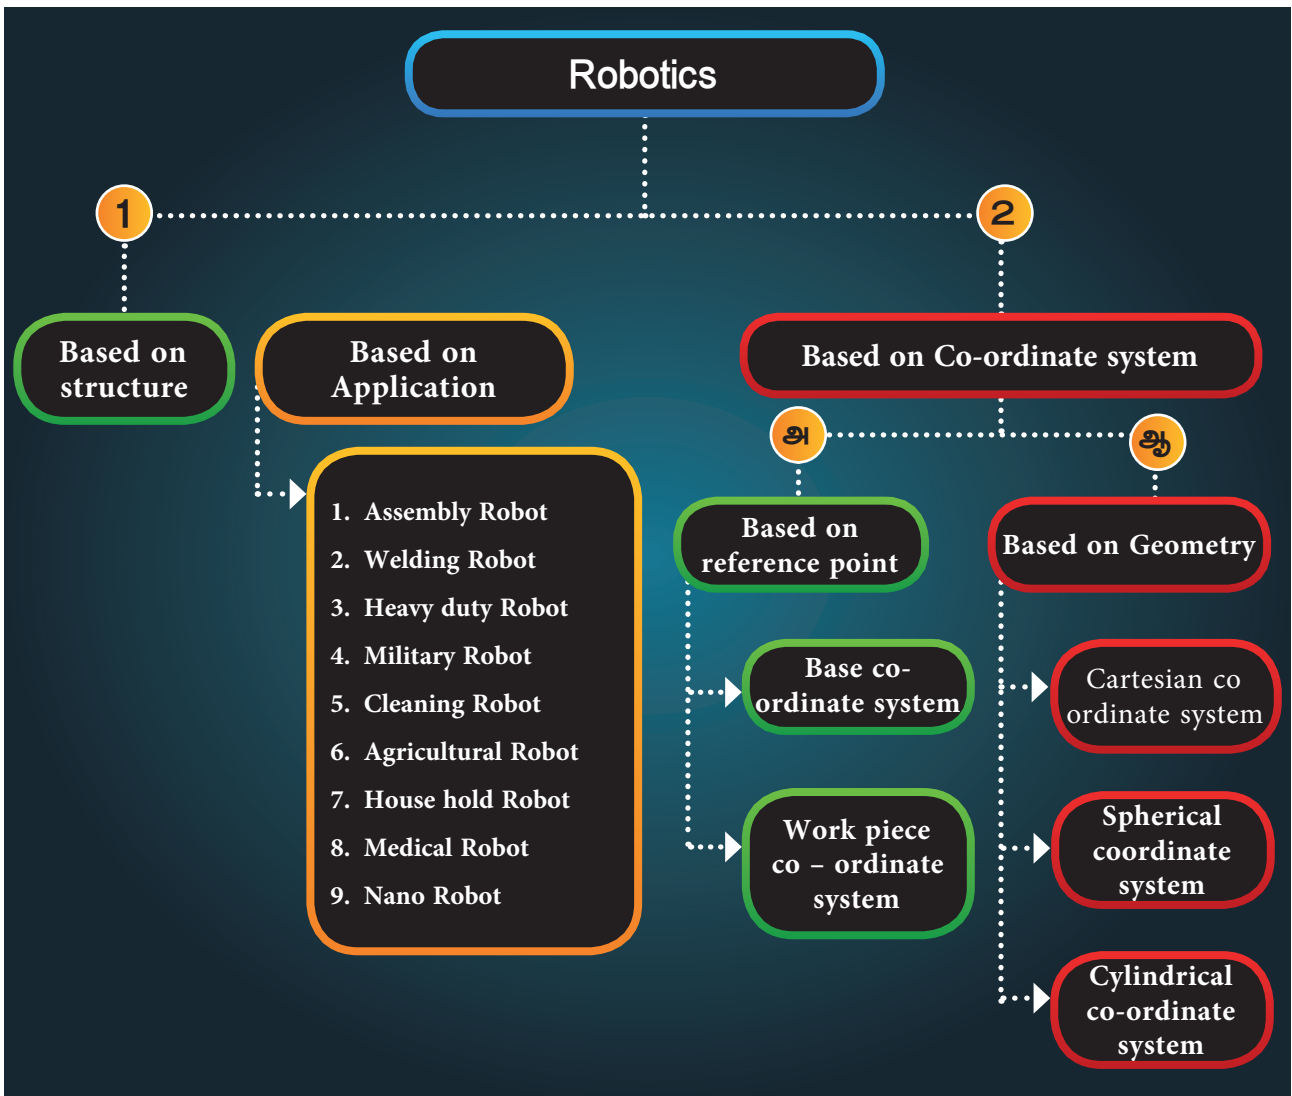 Robotics
1
2
Based on
structure
Based on
Application
Based on Co-ordinate system
அ
ஆ
1. Assembly Robot
2. Welding Robot
3. Heavy duty Robot
4. Military Robot
5. Cleaning Robot
6. Agricultural Robot
7. House hold Robot
8. Medical Robot
9. Nano Robot
Based on
reference point
Base co-
ordinate system
Work piece
co – ordinate
system
Based on Geometry
Cartesian co
ordinate system
Spherical
coordinate
system
Cylindrical
co-ordinate
system